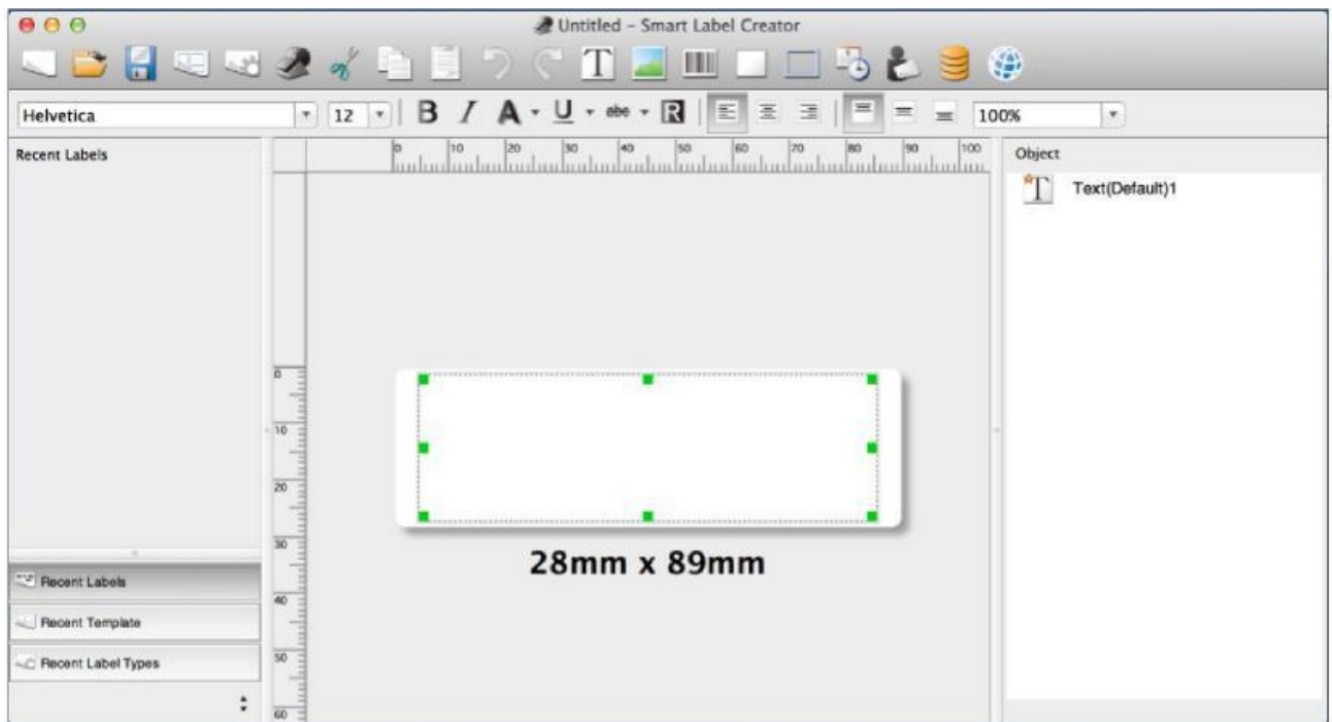 Untitled – Smart Label Creator
T
Helvetica 12 B I A U abc R 100%
Recent Labels
0 10 20 30 40 50 60 70 80 90 100
Object
T Text(Default)1
0
10
20
30
40
50
60
28mm x 89mm
Recent Labels
Recent Template
Recent Label Types